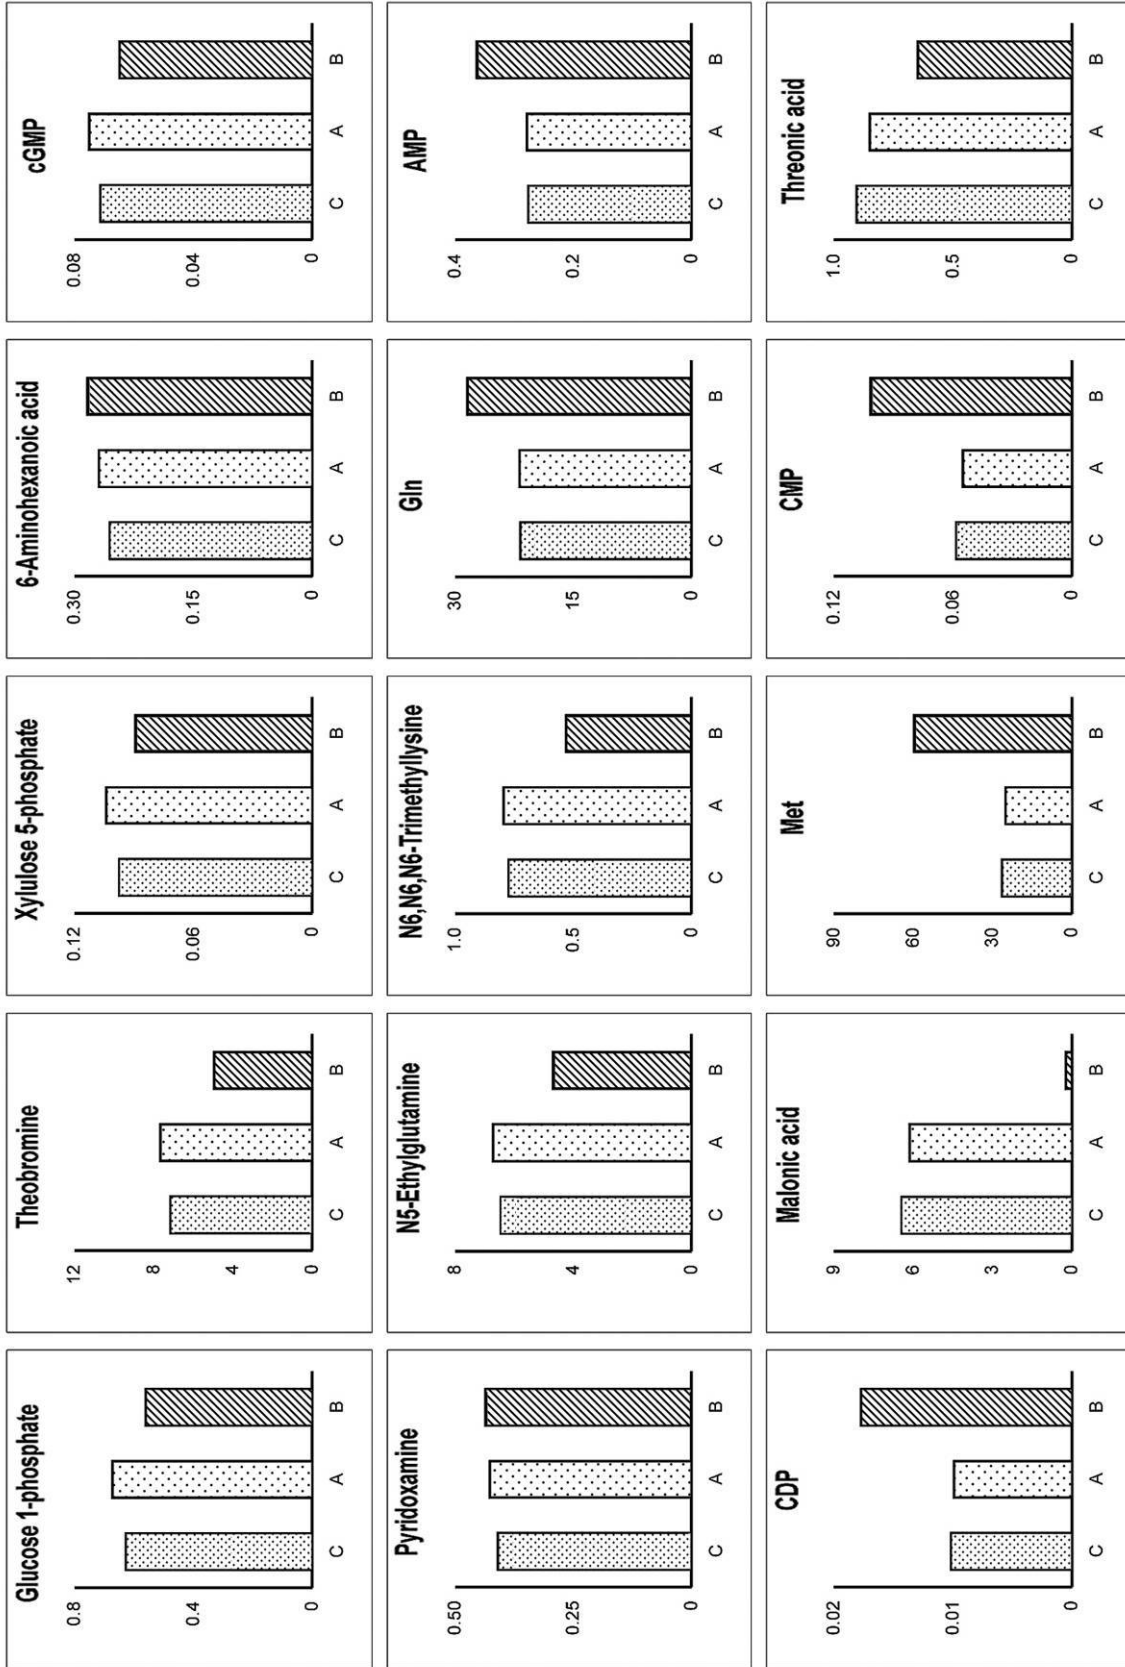 Glucose 1-phosphate
0.8
0.4
0
C A B
Theobromine
12
8
4
0
C A B
Xylulose 5-phosphate
0.12
0.06
0
C A B
6-Aminohexanoic acid
0.30
0.15
0
C A B
cGMP
0.08
0.04
0
C A B
Pyridoxamine
0.50
0.25
0
C A B
N5-Ethylglutamine
8
4
0
C A B
N6,N6,N6-Trimethyllysine
1.0
0.5
0
C A B
Gln
30
15
0
C A B
AMP
0.4
0.2
0
C A B
CDP
0.02
0.01
0
C A B
Malonic acid
9
6
3
0
C A B
Met
90
60
30
0
C A B
CMP
0.12
0.06
0
C A B
Threonic acid
1.0
0.5
0
C A B